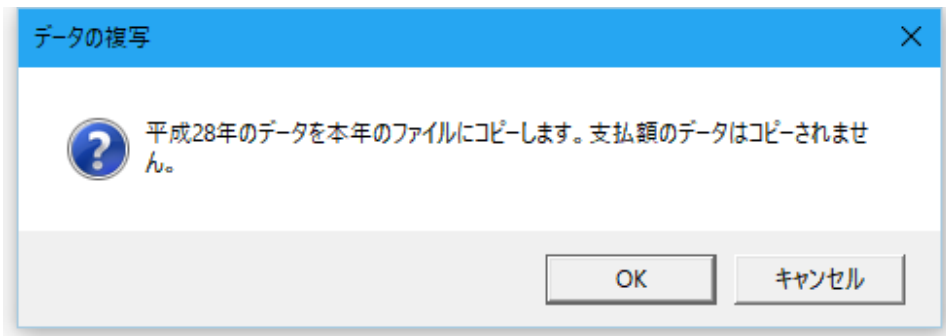 データの複写
平成28年のデータを本年のファイルにコピーします。支払額のデータはコピーされませ
ん。
OK
キャンセル